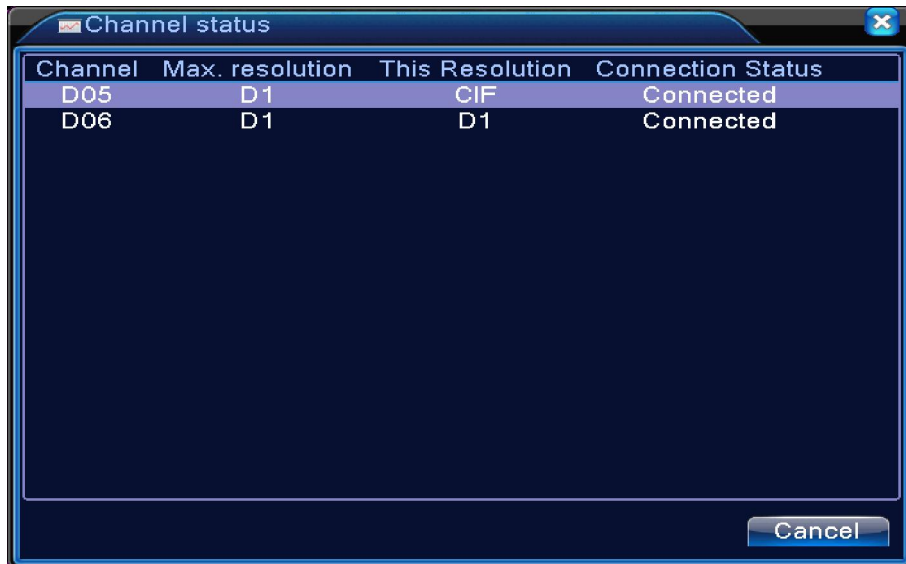 Channel status
Channel Max. resolution This Resolution Connection Status
D05 D1 CIF Connected
D06 D1 D1 Connected
Cancel